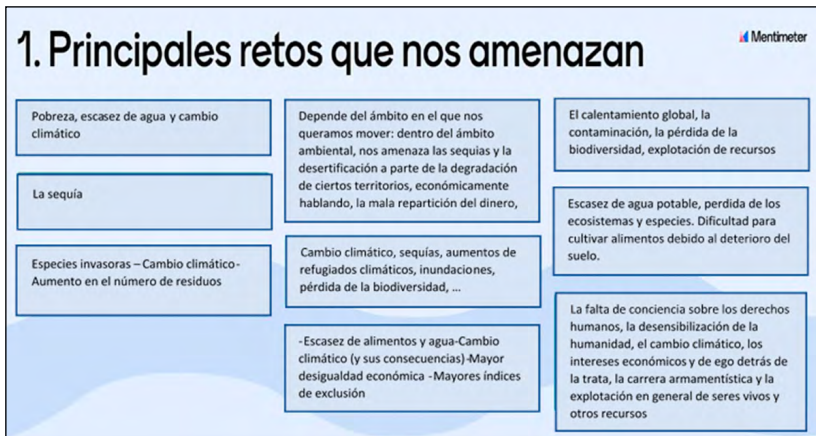 1. Principales retos que nos amenazan
Mentimeter
Pobreza, escasez de agua y cambio
climático
La sequía
Especies invasoras – Cambio climático-
Aumento en el número de residuos
Depende del ámbito en el que nos
queramos mover: dentro del ámbito
ambiental, nos amenaza las sequias y la
desertificación a parte de la degradación
de ciertos territorios, económicamente
hablando, la mala repartición del dinero,
Cambio climático, sequías, aumentos de
refugiados climáticos, inundaciones,
pérdida de la biodiversidad, ...
-Escasez de alimentos y agua-Cambio
climático (y sus consecuencias)-Mayor
desigualdad económica -Mayores índices
de exclusión
El calentamiento global, la
contaminación, la pérdida de la
biodiversidad, explotación de recursos
Escasez de agua potable, perdida de los
ecosistemas y especies. Dificultad para
cultivar alimentos debido al deterioro del
suelo.
La falta de conciencia sobre los derechos
humanos, la desensibilización de la
humanidad, el cambio climático, los
intereses económicos y de ego detrás de
la trata, la carrera armamentística y la
explotación en general de seres vivos y
otros recursos